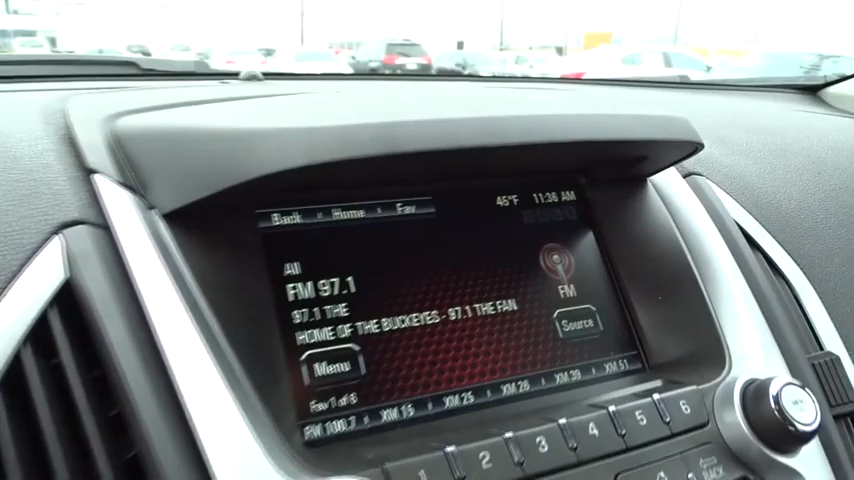 Back Home Fav 45°F 11:36 AM
All
FM 97.1
97.1 THE
HOME OF THE BUCKEYES - 97.1 THE FAN
FM
Source
Menu
Fav 1 of 6
FM 100.7 XM 15 XM 25 XM 28 XM 39 XM 51
1 2 3 4 5 6
BACK